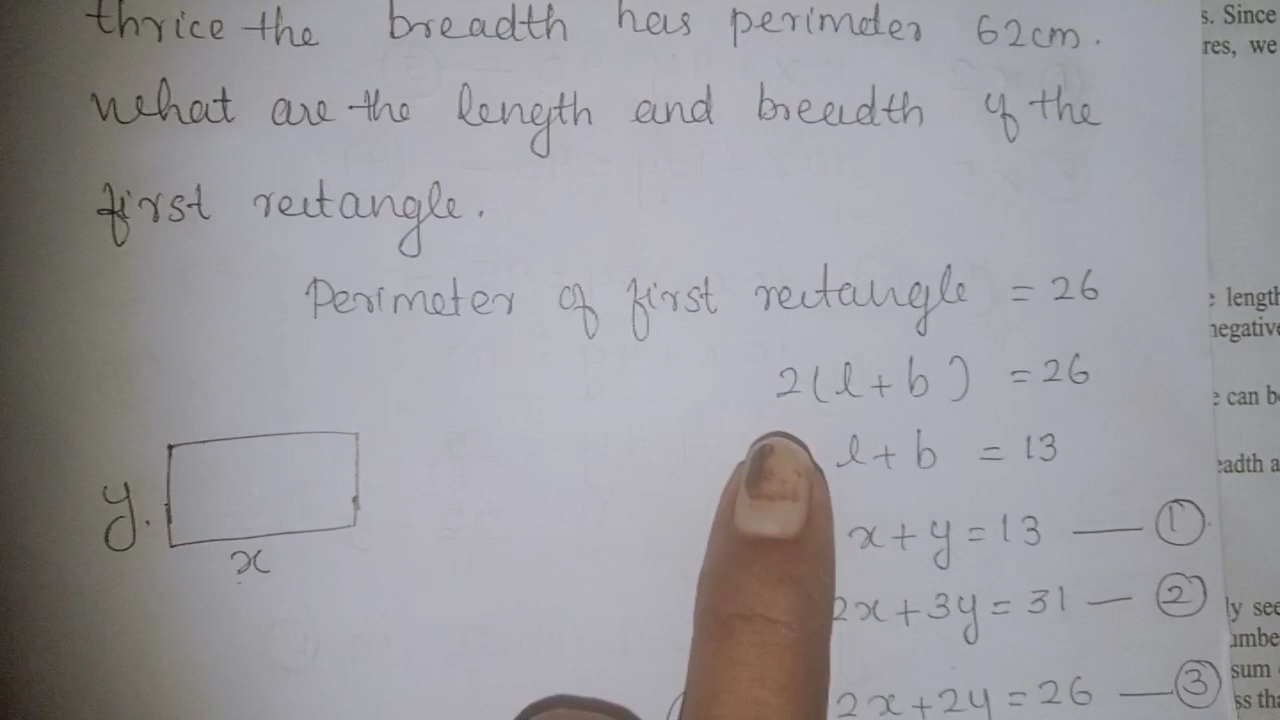 thrice the breadth has perimeter 62cm.
What are the length and breadth of the
first rectangle.
Perimeter of first rectangle = 26
2(l+b) = 26
l+b = 13
y.
x
x+y=13 — 1
2x+3y=31 — 2
2x+2y=26 — 3
s. Since
res, we
length
negative
can b
eadth a
ly see
umbe
sum
ss tha